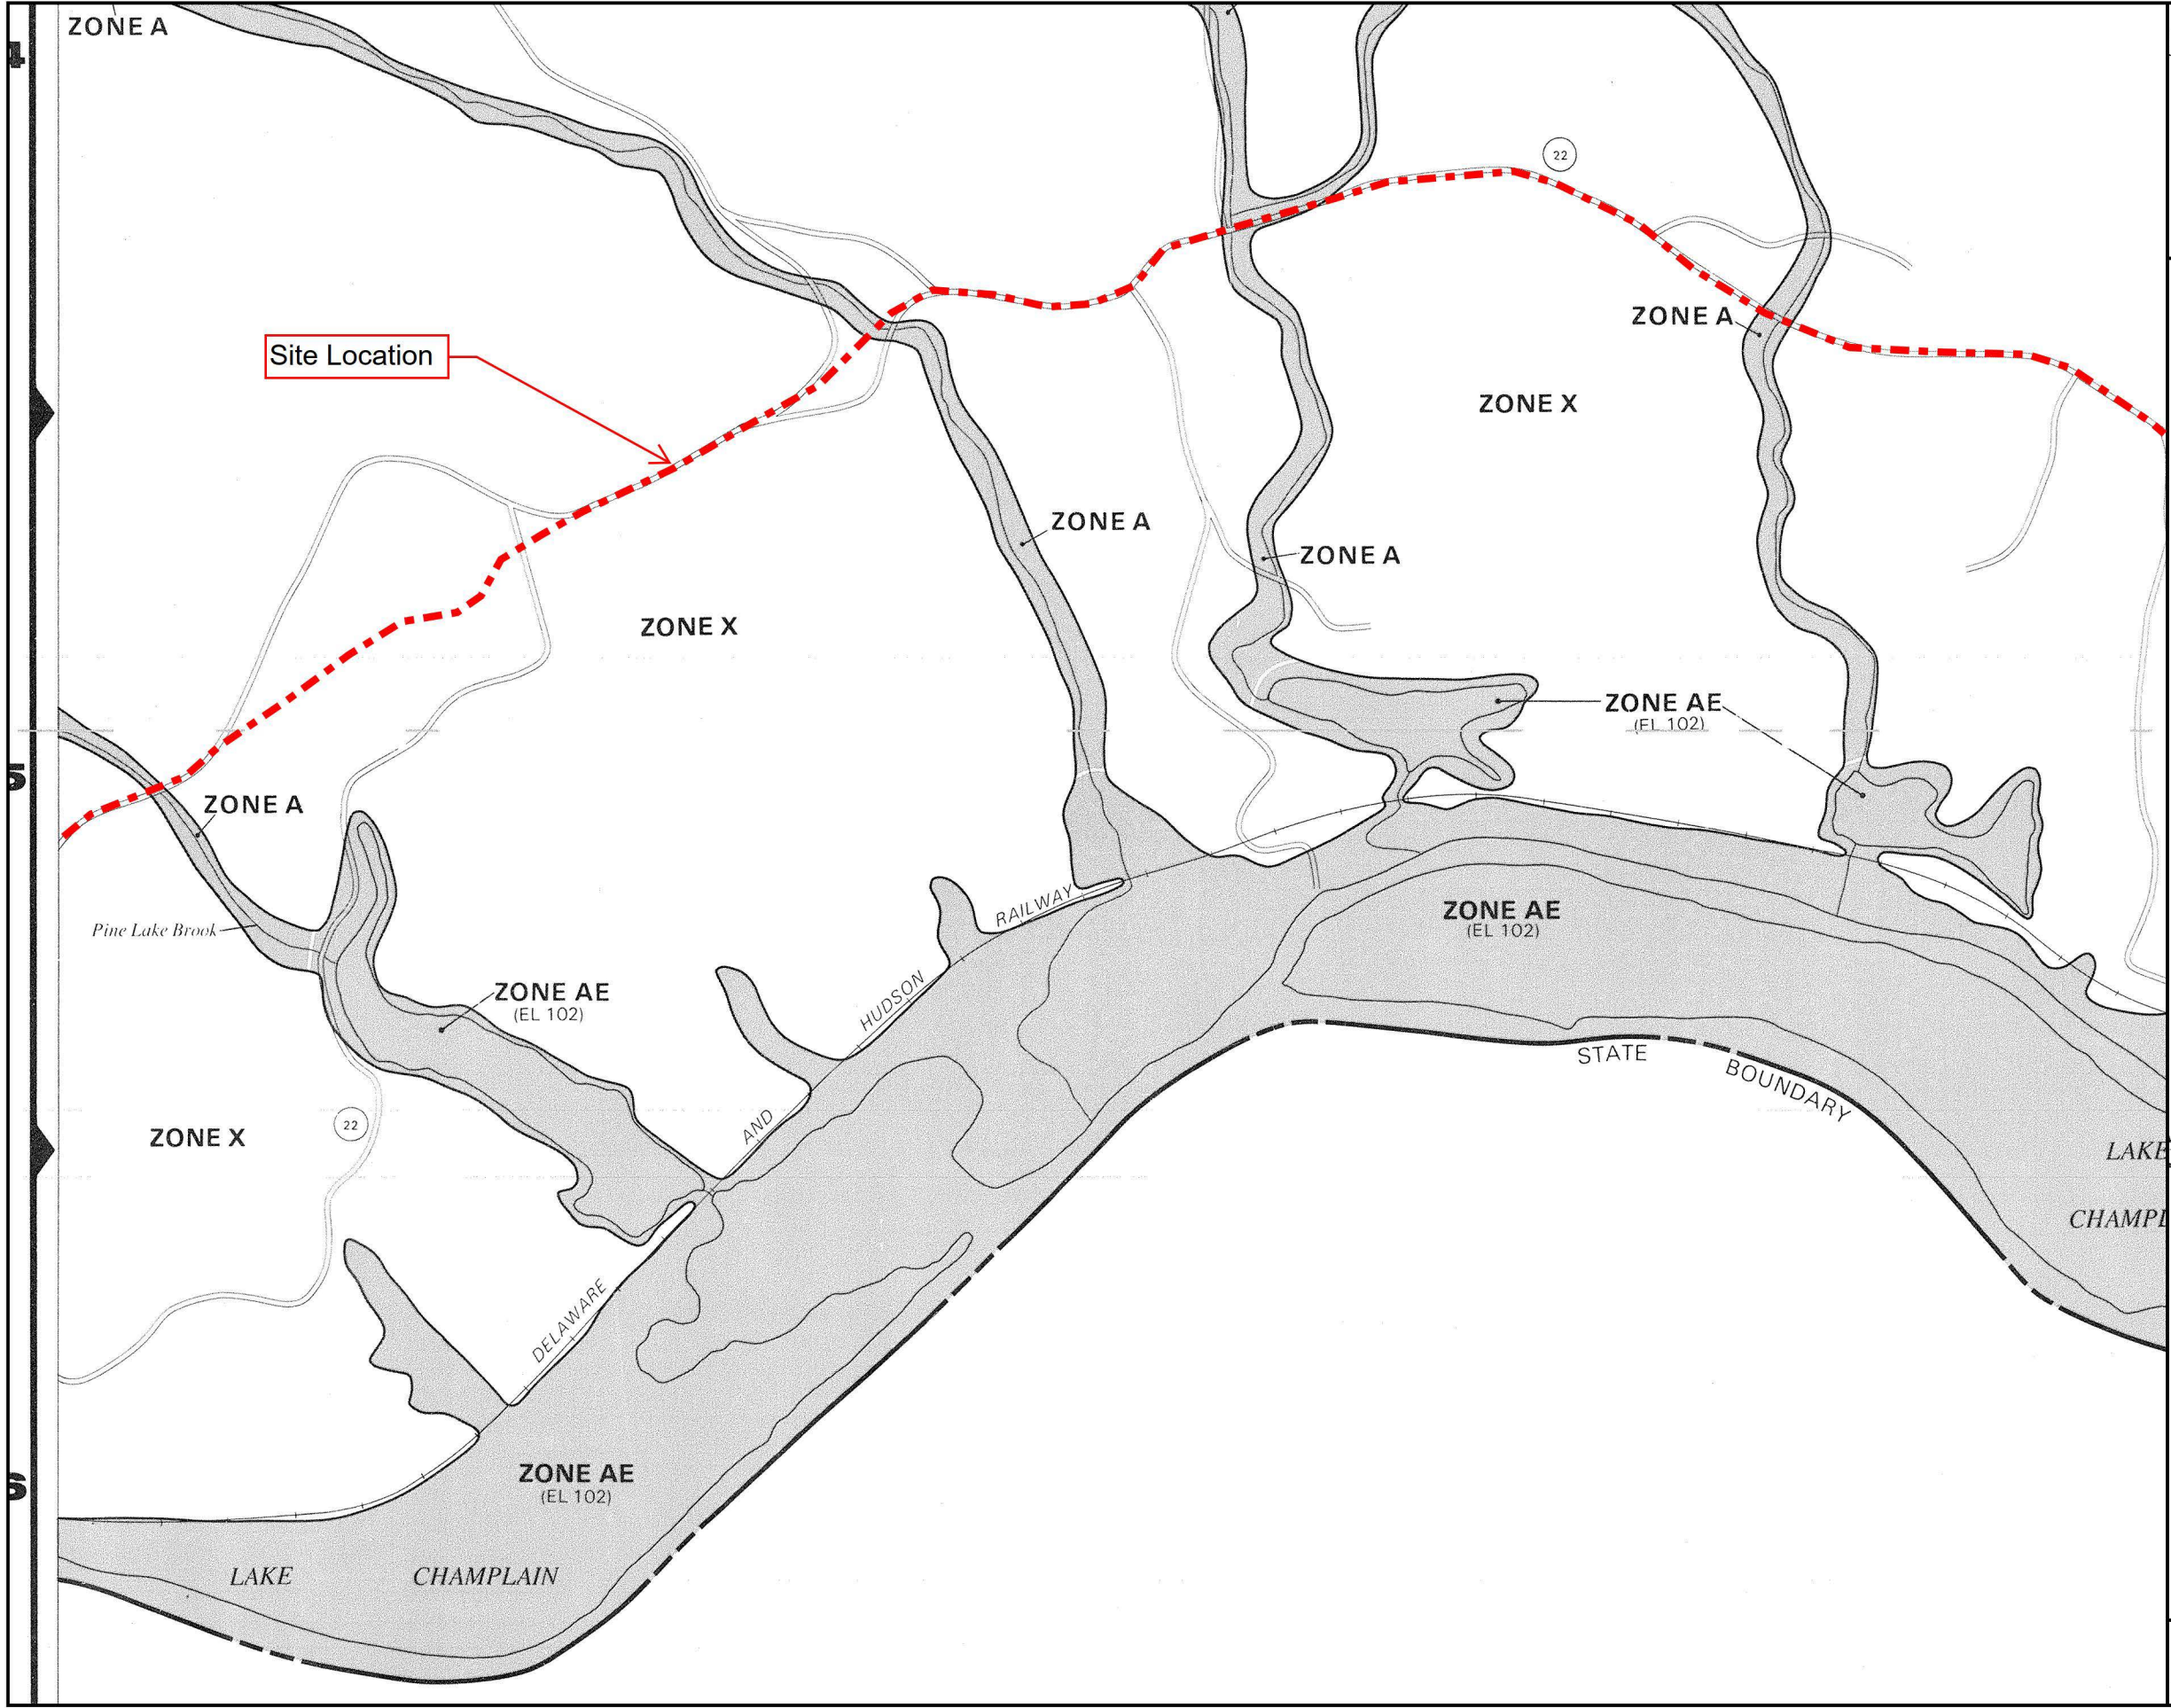 ZONE A
4
22
Site Location
ZONE A
ZONE X
ZONE A
ZONE A
ZONE X
ZONE AE
(EL 102)
5
ZONE A
Pine Lake Brook
RAILWAY
ZONE AE
(EL 102)
HUDSON
ZONE AE
(EL 102)
STATE
BOUNDARY
AND
22
ZONE X
LAKE
CHAMPL
DELAWARE
ZONE AE
(EL 102)
6
LAKE CHAMPLAIN